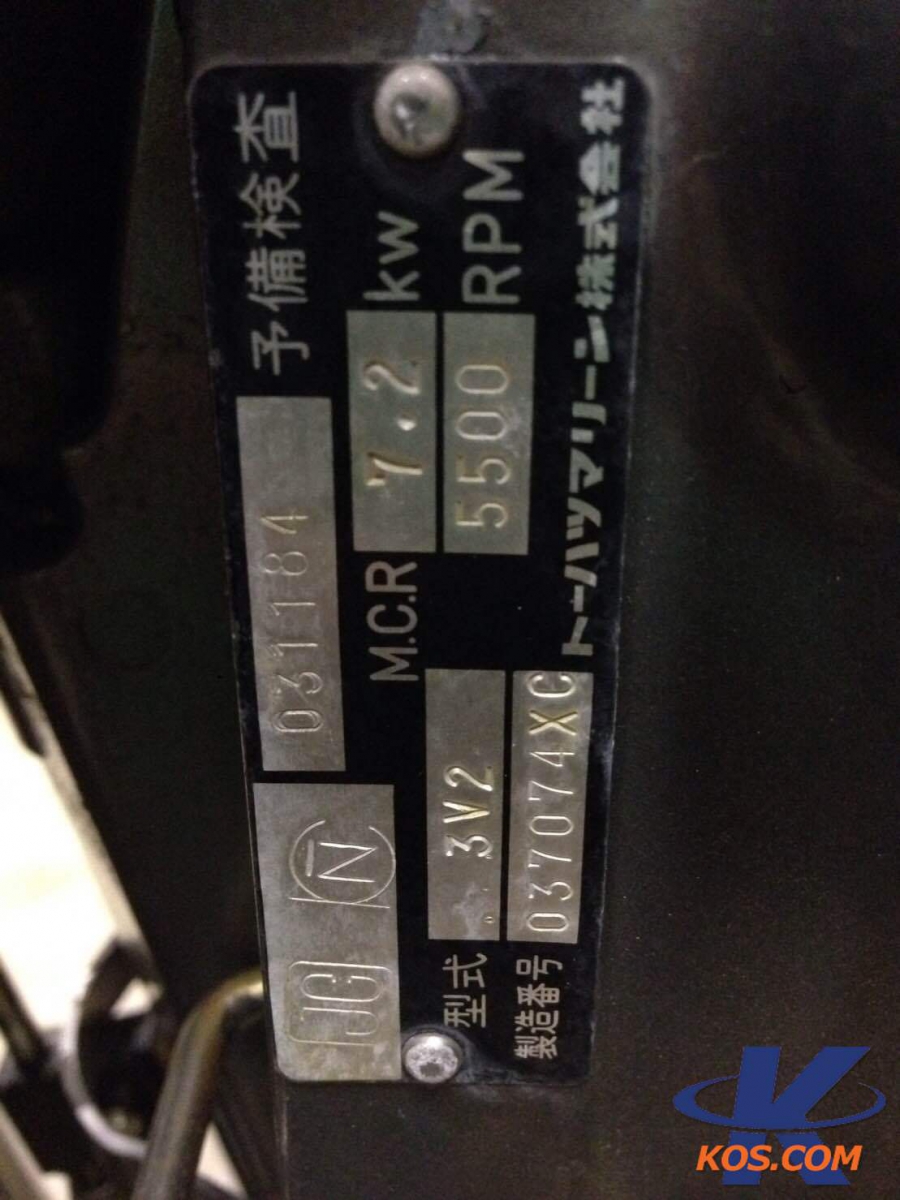 JCI N 031184 予備検査
M.C.R 7.2 kw
型式 3V2 5500 RPM
製造番号 037074XC トーハツマリーン株式会社
K
KOS.COM